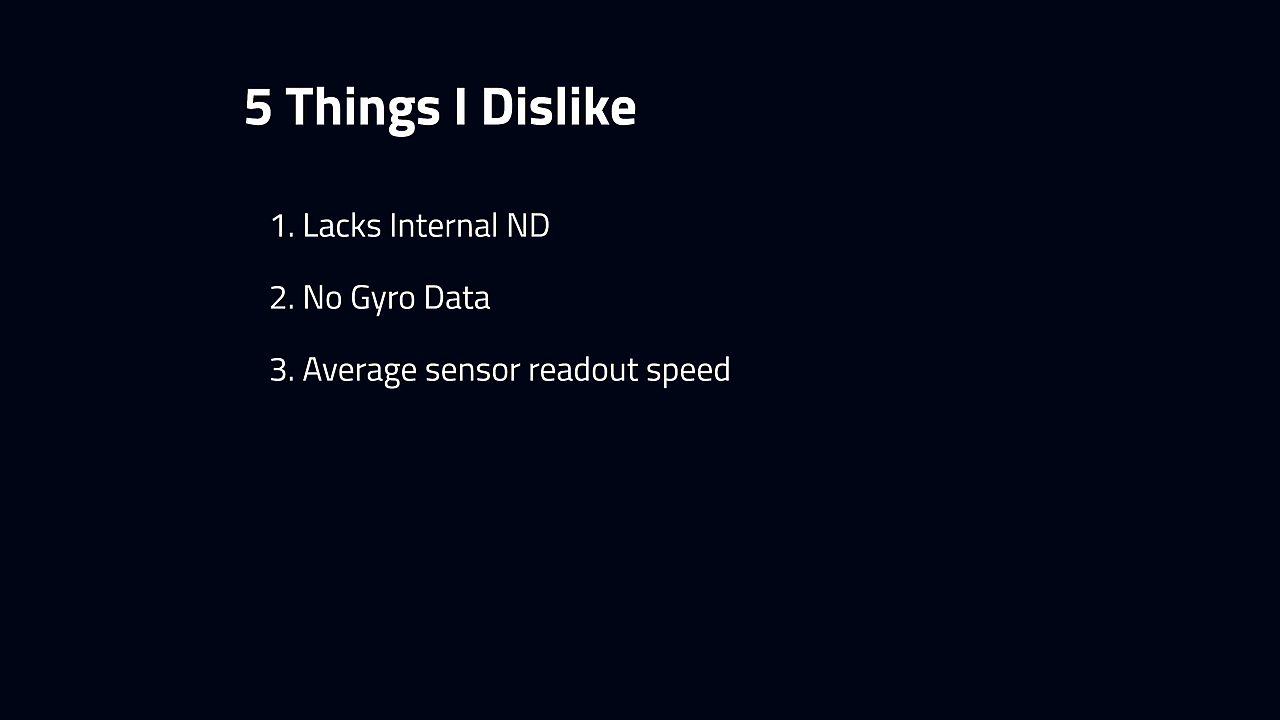 5 Things I Dislike
1. Lacks Internal ND
2. No Gyro Data
3. Average sensor readout speed